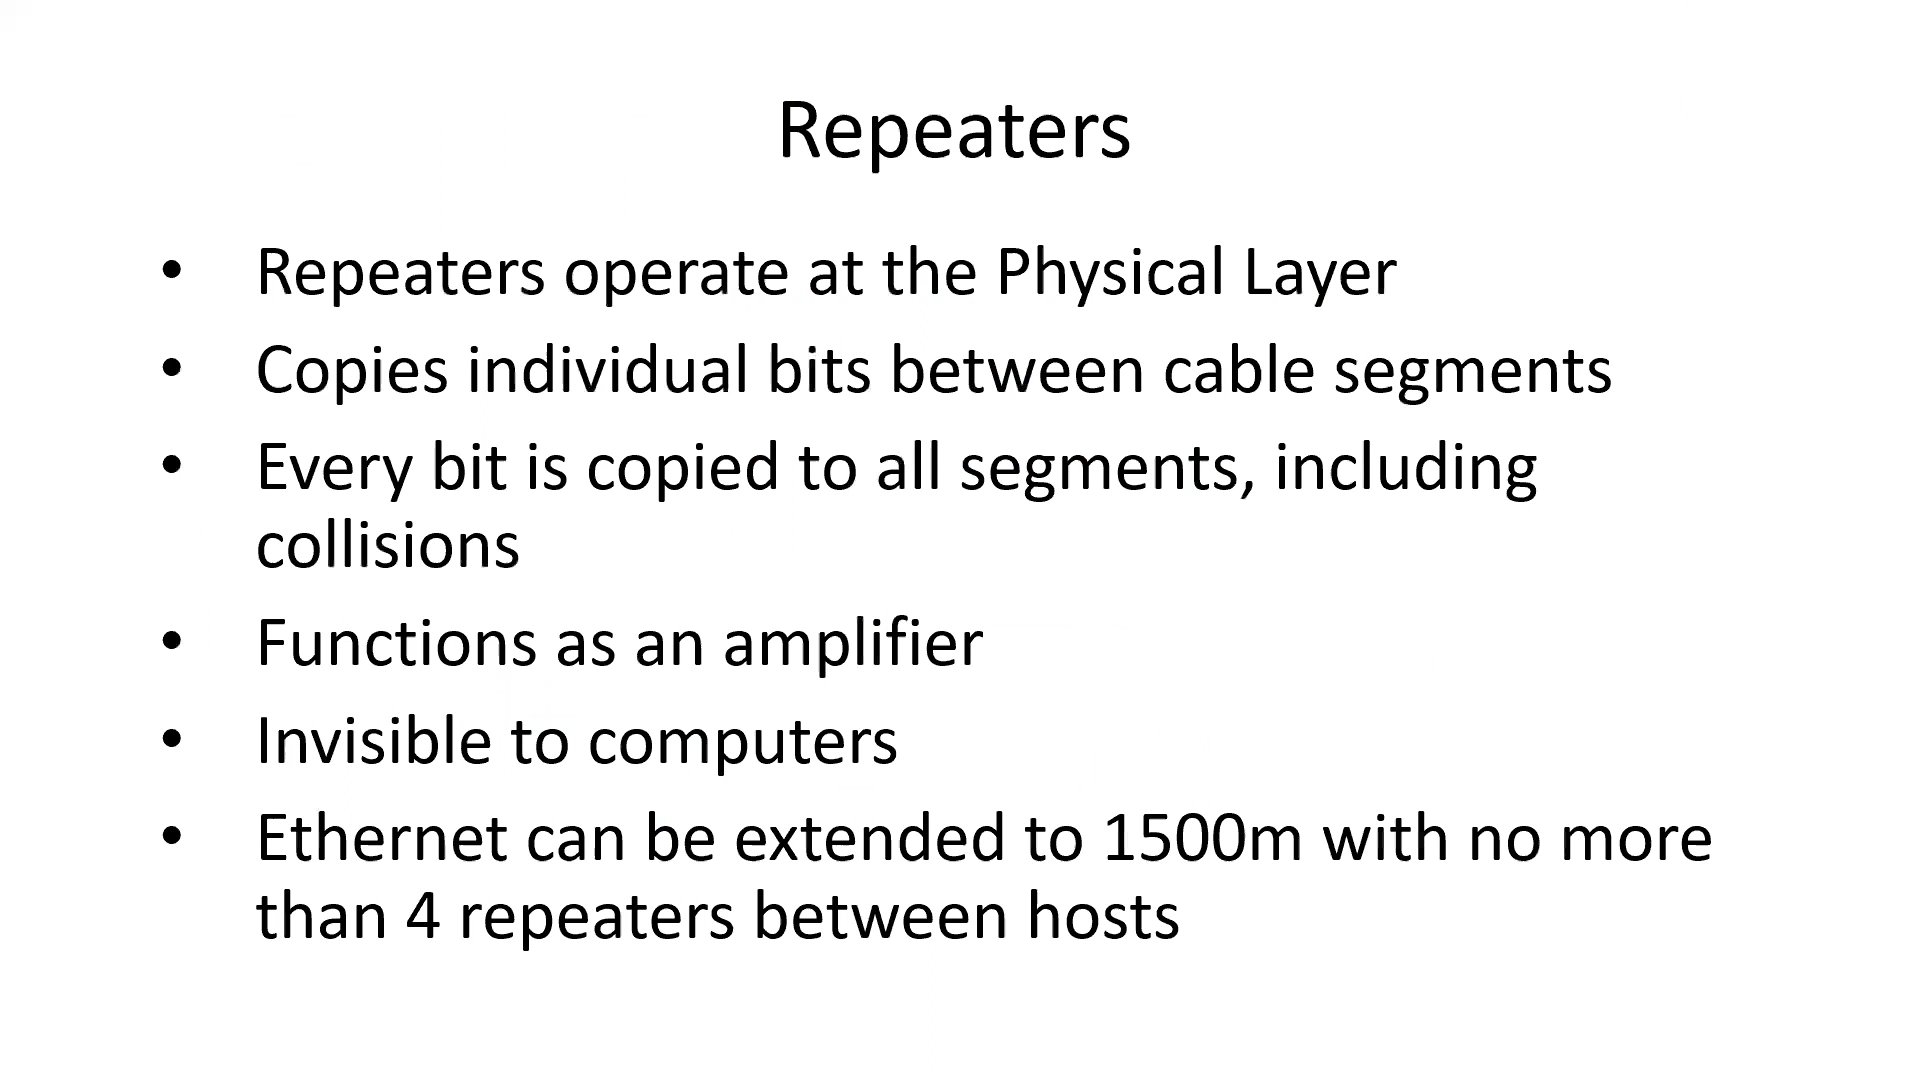 Repeaters
• Repeaters operate at the Physical Layer
• Copies individual bits between cable segments
• Every bit is copied to all segments, including
collisions
• Functions as an amplifier
• Invisible to computers
• Ethernet can be extended to 1500m with no more
than 4 repeaters between hosts